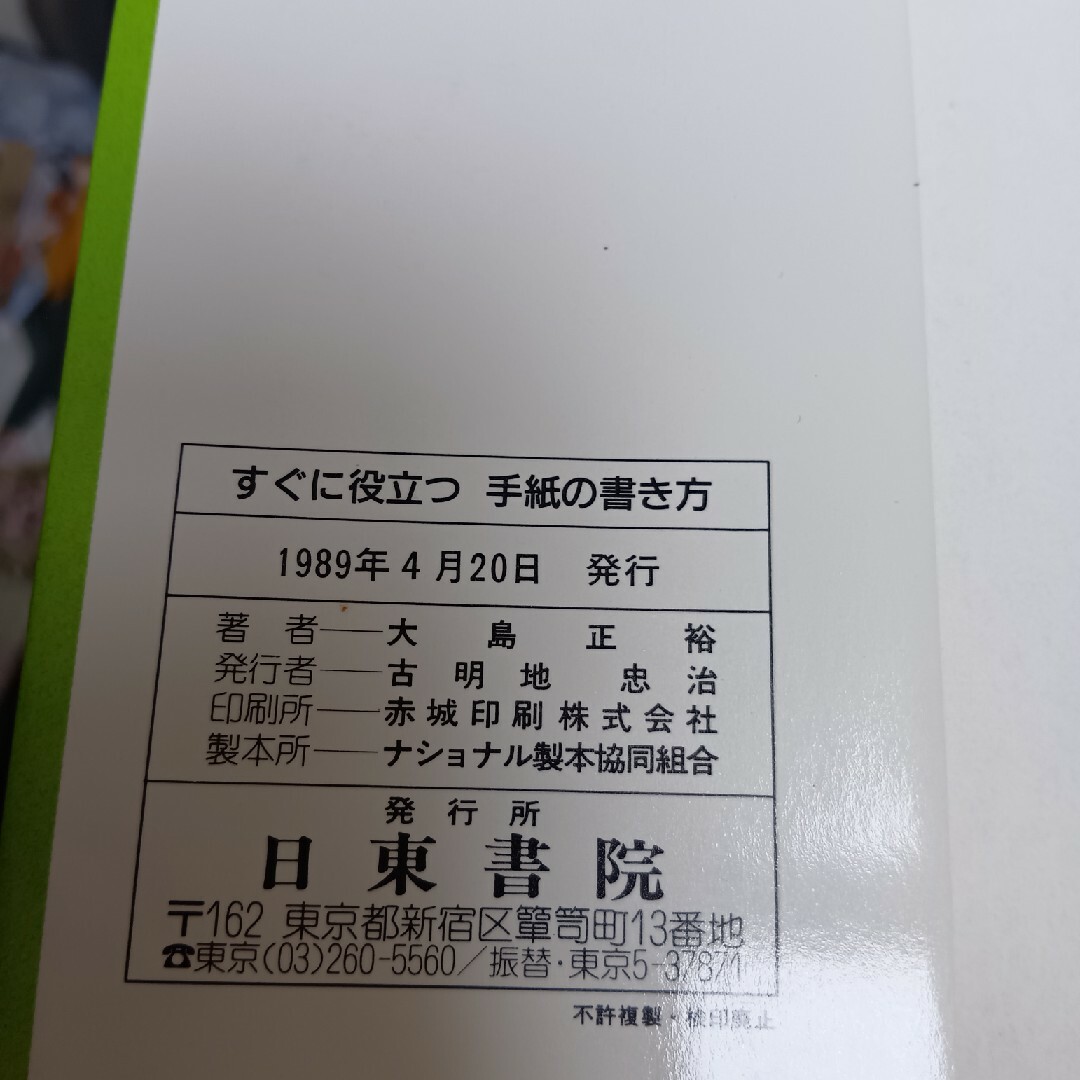 すぐに役立つ 手紙の書き方
1989年4月20日 発行
著者――大島正裕
発行者――古明地 忠治
印刷所――赤城印刷株式会社
製本所――ナショナル製本協同組合
発行所
日東書院
〒162 東京都新宿区簞笥町13番地
☎東京(03)260-5560/振替・東京5-37871
不許複製・検印廃止